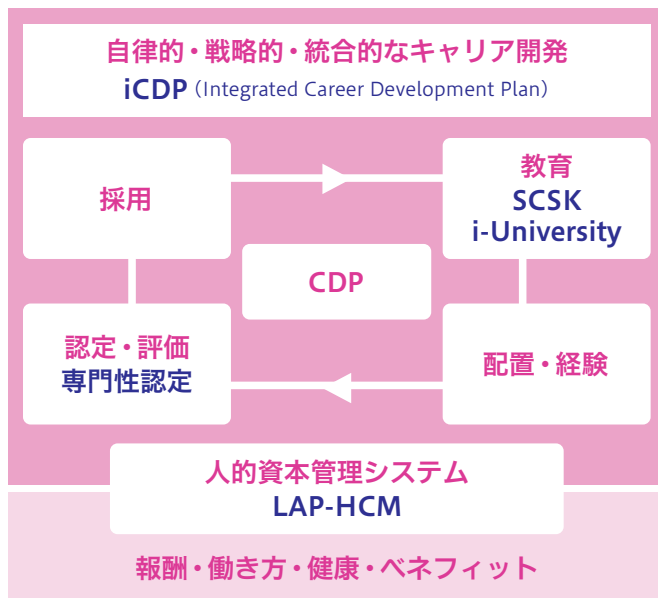 自律的・戦略的・統合的なキャリア開発
iCDP（Integrated Career Development Plan）
採用
教育
SCSK
i-University
CDP
認定・評価
専門性認定
配置・経験
人的資本管理システム
LAP-HCM
報酬・働き方・健康・ベネフィット